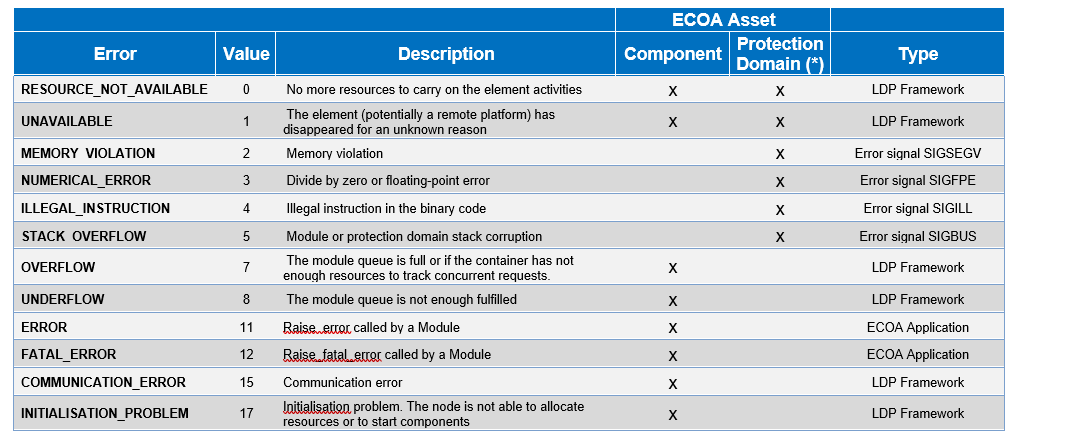 ECOA Asset
Error Value Description Component Protection Domain (*) Type
RESOURCE_NOT_AVAILABLE 0 No more resources to carry on the element activities X X LDP Framework
UNAVAILABLE 1 The element (potentially a remote platform) has
disappeared for an unknown reason X X LDP Framework
MEMORY VIOLATION 2 Memory violation X Error signal SIGSEGV
NUMERICAL_ERROR 3 Divide by zero or floating-point error X Error signal SIGFPE
ILLEGAL_INSTRUCTION 4 Illegal instruction in the binary code X Error signal SIGILL
STACK OVERFLOW 5 Module or protection domain stack corruption X Error signal SIGBUS
OVERFLOW 7 The module queue is full or if the container has not
enough resources to track concurrent requests. X LDP Framework
UNDERFLOW 8 The module queue is not enough fulfilled X LDP Framework
ERROR 11 Raise_error called by a Module X ECOA Application
FATAL_ERROR 12 Raise_fatal_error called by a Module X ECOA Application
COMMUNICATION_ERROR 15 Communication error X LDP Framework
INITIALISATION_PROBLEM 17 Initialisation problem. The node is not able to allocate
resources or to start components X LDP Framework